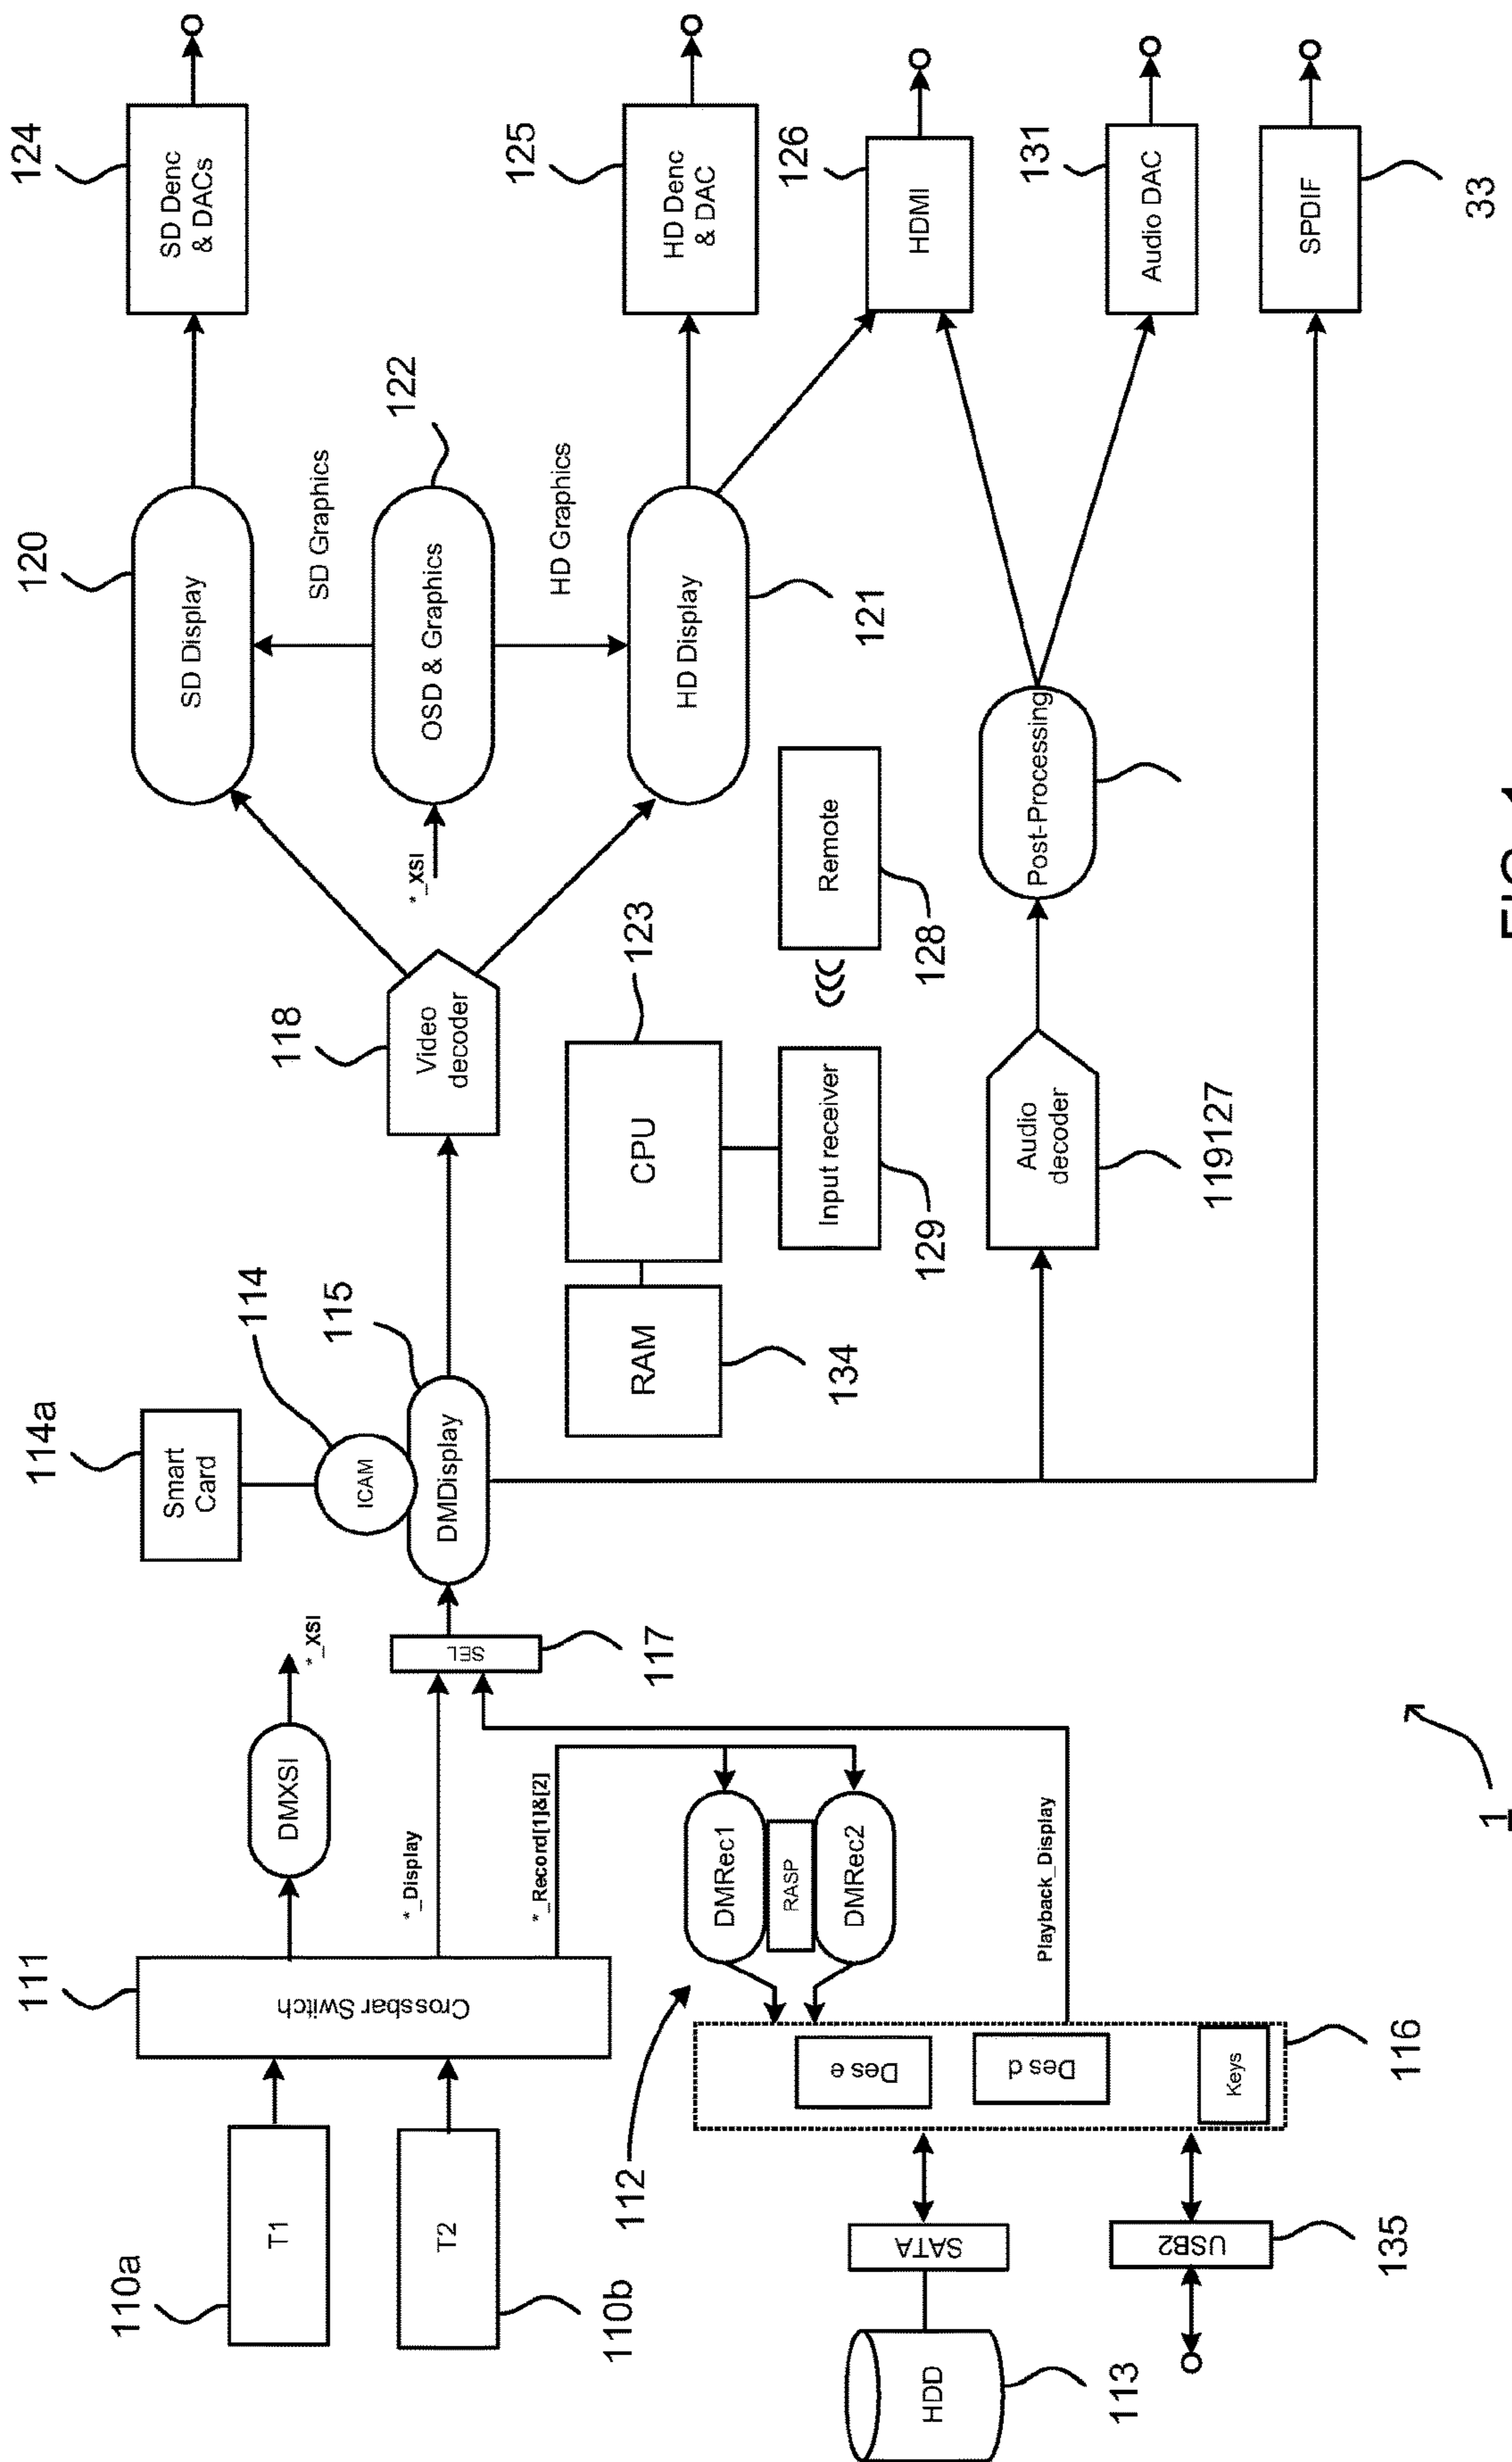 110a
T1
110b
T2
111
Crossbar Switch
DMXSI
*_XSI
*_Display
*_Record[1]&[2]
112
DMRec1
RASP
DMRec2
Playback_Display
SEL
117
Des e
Des d
Keys
116
SATA
HDD
113
USB2
135
114a
Smart
Card
114
ICAM
115
DMDisplay
118
Video
decoder
RAM
134
CPU
123
Input receiver
129
Remote
128
Audio
decoder
119127
Post-Processing
*_XSI
120
SD Display
SD Graphics
OSD & Graphics
122
HD Graphics
HD Display
121
124
SD Denc
& DACs
125
HD Denc
& DAC
126
HDMI
131
Audio DAC
SPDIF
33
1
FIG. 1